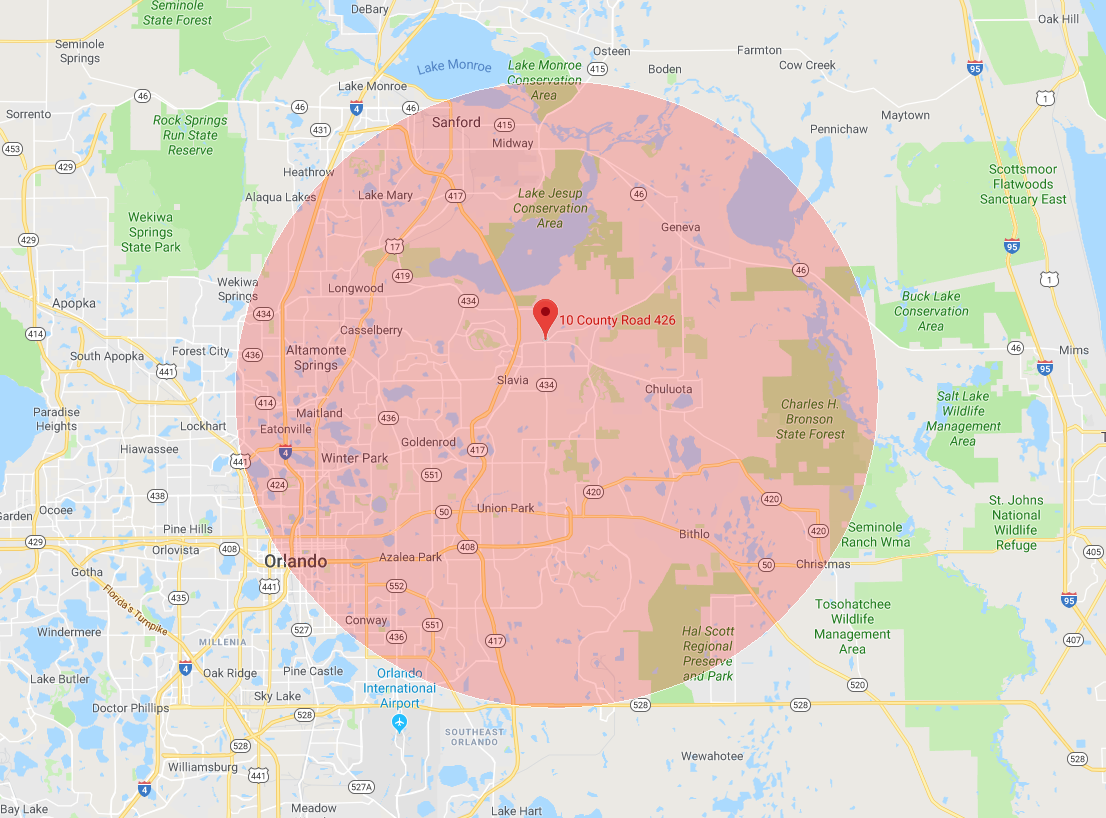 DeBary
Seminole
State Forest
Oak Hill
Seminole
Springs
Osteen
Farmton
Lake Monroe
Lake Monroe
Conservation
Area
415
Boden
Cow Creek
95
Lake Monroe
46
46
4
46
1
Sorrento
Rock Springs
Run State
Reserve
431
Sanford
415
Maytown
Pennichaw
453
Midway
429
Heathrow
Scottsmoor
Flatwoods
Sanctuary East
Alaqua Lakes
Lake Mary
417
Lake Jesup
Conservation
Area
46
Wekiwa
Springs
State Park
Geneva
429
17
95
419
46
1
Wekiwa
Springs
Longwood
434
Buck Lake
Conservation
Area
Apopka
434
10 County Road 426
414
Casselberry
South Apopka
Forest City
436
Altamonte
Springs
46
Mims
441
95
Slavia
434
Chuluota
Paradise
Heights
414
Maitland
436
Charles H.
Bronson
State Forest
Salt Lake
Wildlife
Management
Area
Lockhart
Eatonville
Goldenrod
Hiawassee
441
4
Winter Park
417
T
424
551
438
420
420
Garden
Ocoee
50
Union Park
St. Johns
National
Wildlife
Refuge
Pine Hills
420
Seminole
Ranch Wma
429
Orlovista
408
408
Bithlo
405
Gotha
Orlando
Azalea Park
50
Christmas
441
552
435
Florida's Turnpike
95
Windermere
527
Conway
551
Tosohatchee
Wildlife
Management
Area
MILLENIA
436
417
Hal Scott
Regional
Preserve
and Park
407
4
Oak Ridge
Pine Castle
Orlando
International
Airport
Lake Butler
520
Sky Lake
Doctor Phillips
528
528
528
528
SOUTHEAST
ORLANDO
Wewahotee
528
Williamsburg
441
527A
4
Bay Lake
Meadow
Lake Hart